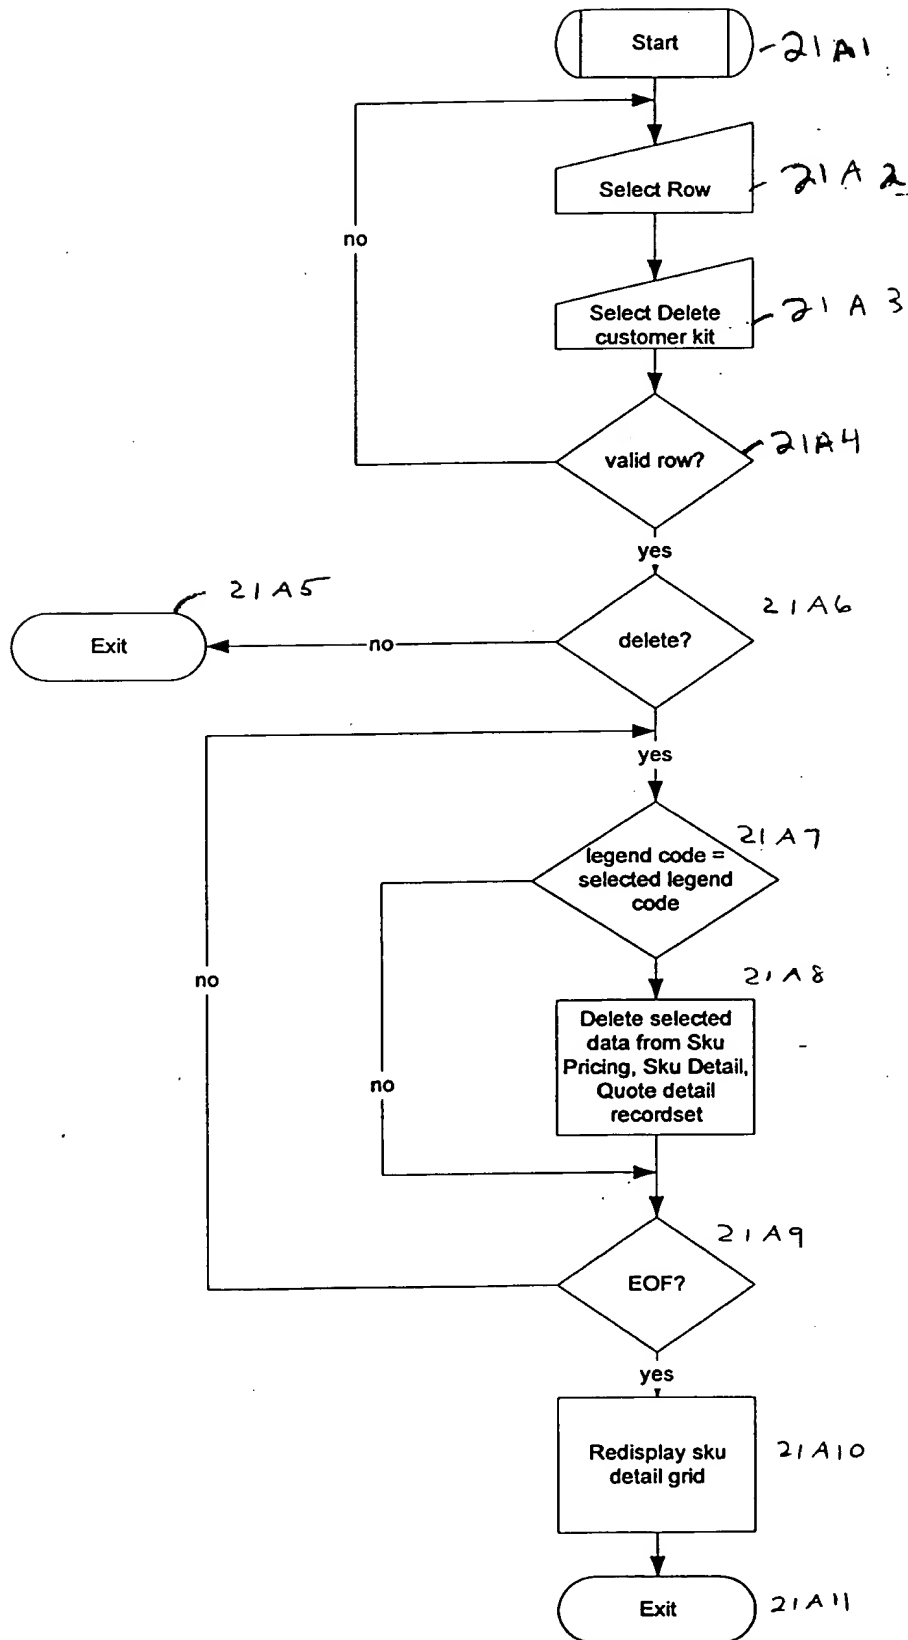 Start
21A1
Select Row
21A2
no
Select Delete
customer kit
21A3
valid row?
21A4
yes
21A5
Exit
no
delete?
21A6
yes
legend code =
selected legend
code
21A7
no
no
Delete selected
data from Sku
Pricing, Sku Detail,
Quote detail
recordset
21A8
EOF?
21A9
yes
Redisplay sku
detail grid
21A10
Exit
21A11